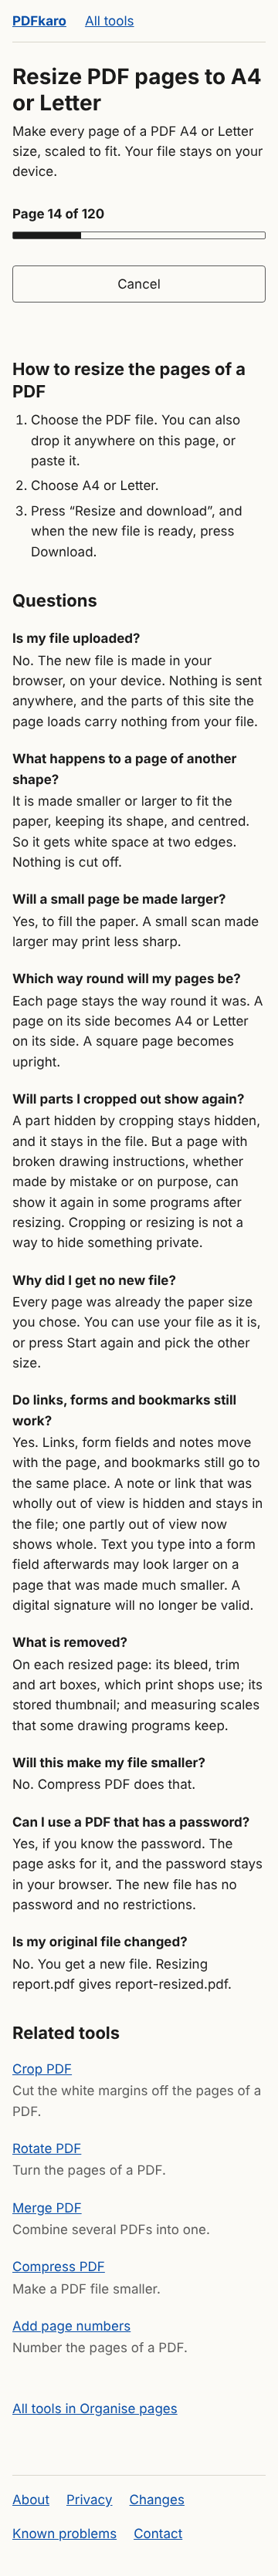 PDFkaro All tools
Resize PDF pages to A4
or Letter
Make every page of a PDF A4 or Letter
size, scaled to fit. Your file stays on your
device.
Page 14 of 120
Cancel
How to resize the pages of a
PDF
1. Choose the PDF file. You can also
drop it anywhere on this page, or
paste it.
2. Choose A4 or Letter.
3. Press “Resize and download”, and
when the new file is ready, press
Download.
Questions
Is my file uploaded?
No. The new file is made in your
browser, on your device. Nothing is sent
anywhere, and the parts of this site the
page loads carry nothing from your file.
What happens to a page of another
shape?
It is made smaller or larger to fit the
paper, keeping its shape, and centred.
So it gets white space at two edges.
Nothing is cut off.
Will a small page be made larger?
Yes, to fill the paper. A small scan made
larger may print less sharp.
Which way round will my pages be?
Each page stays the way round it was. A
page on its side becomes A4 or Letter
on its side. A square page becomes
upright.
Will parts I cropped out show again?
A part hidden by cropping stays hidden,
and it stays in the file. But a page with
broken drawing instructions, whether
made by mistake or on purpose, can
show it again in some programs after
resizing. Cropping or resizing is not a
way to hide something private.
Why did I get no new file?
Every page was already the paper size
you chose. You can use your file as it is,
or press Start again and pick the other
size.
Do links, forms and bookmarks still
work?
Yes. Links, form fields and notes move
with the page, and bookmarks still go to
the same place. A note or link that was
wholly out of view is hidden and stays in
the file; one partly out of view now
shows whole. Text you type into a form
field afterwards may look larger on a
page that was made much smaller. A
digital signature will no longer be valid.
What is removed?
On each resized page: its bleed, trim
and art boxes, which print shops use; its
stored thumbnail; and measuring scales
that some drawing programs keep.
Will this make my file smaller?
No. Compress PDF does that.
Can I use a PDF that has a password?
Yes, if you know the password. The
page asks for it, and the password stays
in your browser. The new file has no
password and no restrictions.
Is my original file changed?
No. You get a new file. Resizing
report.pdf gives report-resized.pdf.
Related tools
Crop PDF
Cut the white margins off the pages of a
PDF.
Rotate PDF
Turn the pages of a PDF.
Merge PDF
Combine several PDFs into one.
Compress PDF
Make a PDF file smaller.
Add page numbers
Number the pages of a PDF.
All tools in Organise pages
About Privacy Changes
Known problems Contact